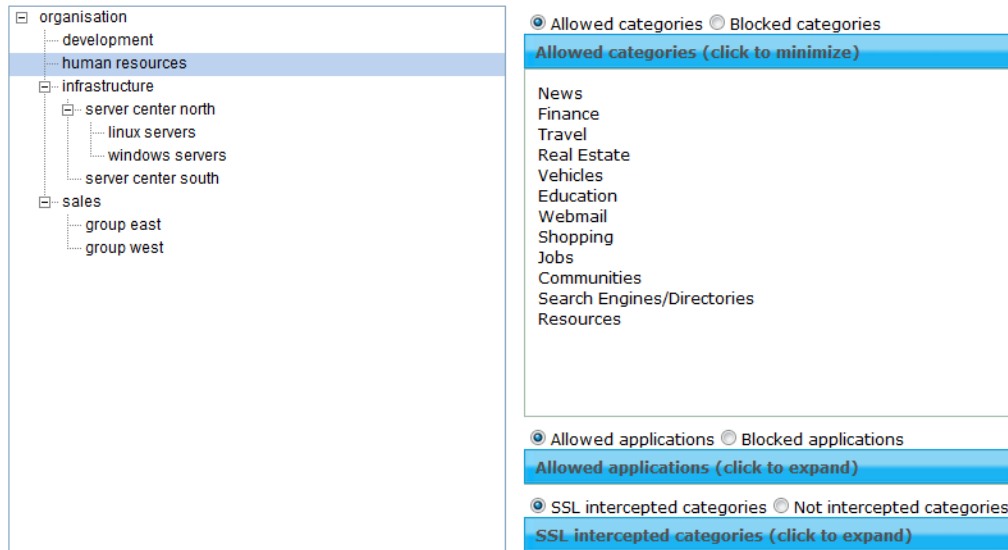 organisation
development
human resources
infrastructure
server center north
linux servers
windows servers
server center south
sales
group east
group west
Allowed categories Blocked categories
Allowed categories (click to minimize)
News
Finance
Travel
Real Estate
Vehicles
Education
Webmail
Shopping
Jobs
Communities
Search Engines/Directories
Resources
Allowed applications Blocked applications
Allowed applications (click to expand)
SSL intercepted categories Not intercepted categories
SSL intercepted categories (click to expand)